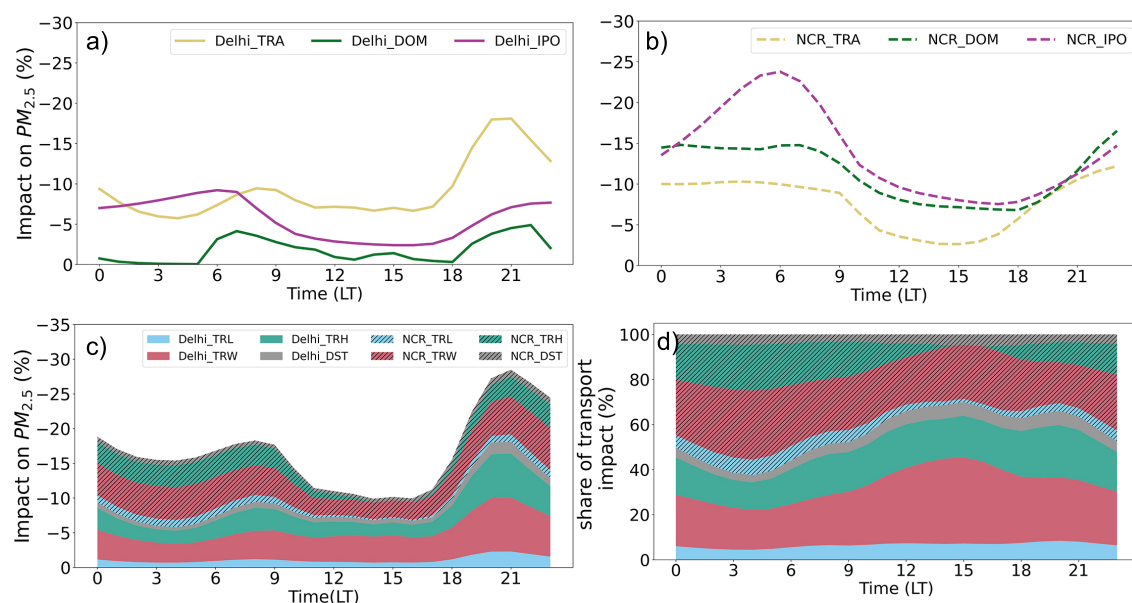 a)
Delhi_TRA Delhi_DOM Delhi_IPO
Impact on PM2.5 (%)
−30
−25
−20
−15
−10
−5
0
0 3 6 9 12 15 18 21
Time (LT)
b)
NCR_TRA NCR_DOM NCR_IPO
−30
−25
−20
−15
−10
−5
0
0 3 6 9 12 15 18 21
Time (LT)
c)
Delhi_TRL Delhi_TRH NCR_TRL NCR_TRH
Delhi_TRW Delhi_DST NCR_TRW NCR_DST
Impact on PM2.5 (%)
−35
−30
−25
−20
−15
−10
−5
0
0 3 6 9 12 15 18 21
Time(LT)
d)
share of transport
impact (%)
100
80
60
40
20
0
0 3 6 9 12 15 18 21
Time (LT)